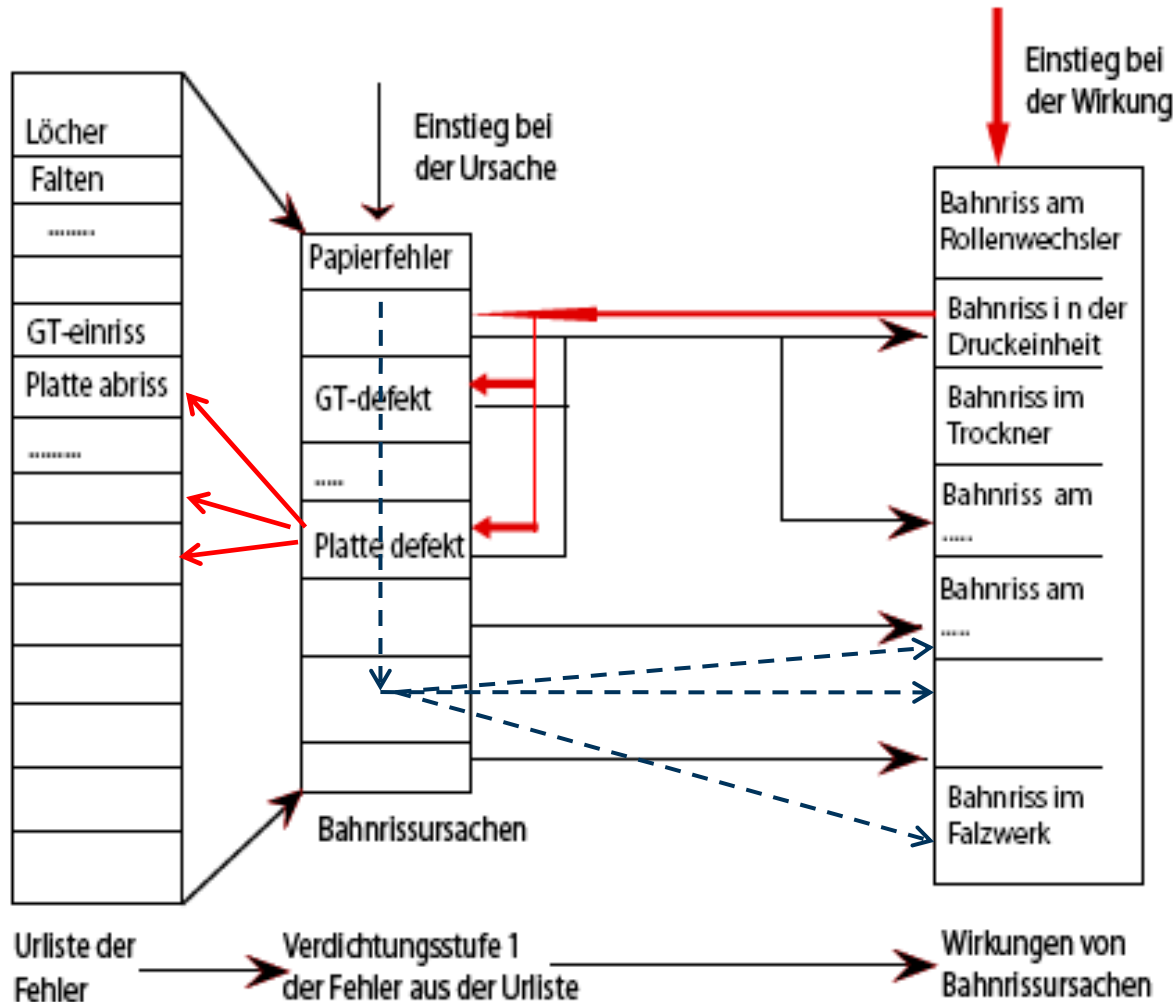 Einstieg bei
der Wirkung
Einstieg bei
der Ursache
Löcher
Falten
........
GT-einriss
Platte abriss
.........
Papierfehler
GT-defekt
.....
Platte defekt
Bahnrissursachen
Bahnriss am
Rollenwechsler
Bahnriss i n der
Druckeinheit
Bahnriss im
Trockner
Bahnriss am
.....
Bahnriss am
.....
Bahnriss im
Falzwerk
Urliste der
Fehler
Verdichtungsstufe 1
der Fehler aus der Urliste
Wirkungen von
Bahnrissursachen